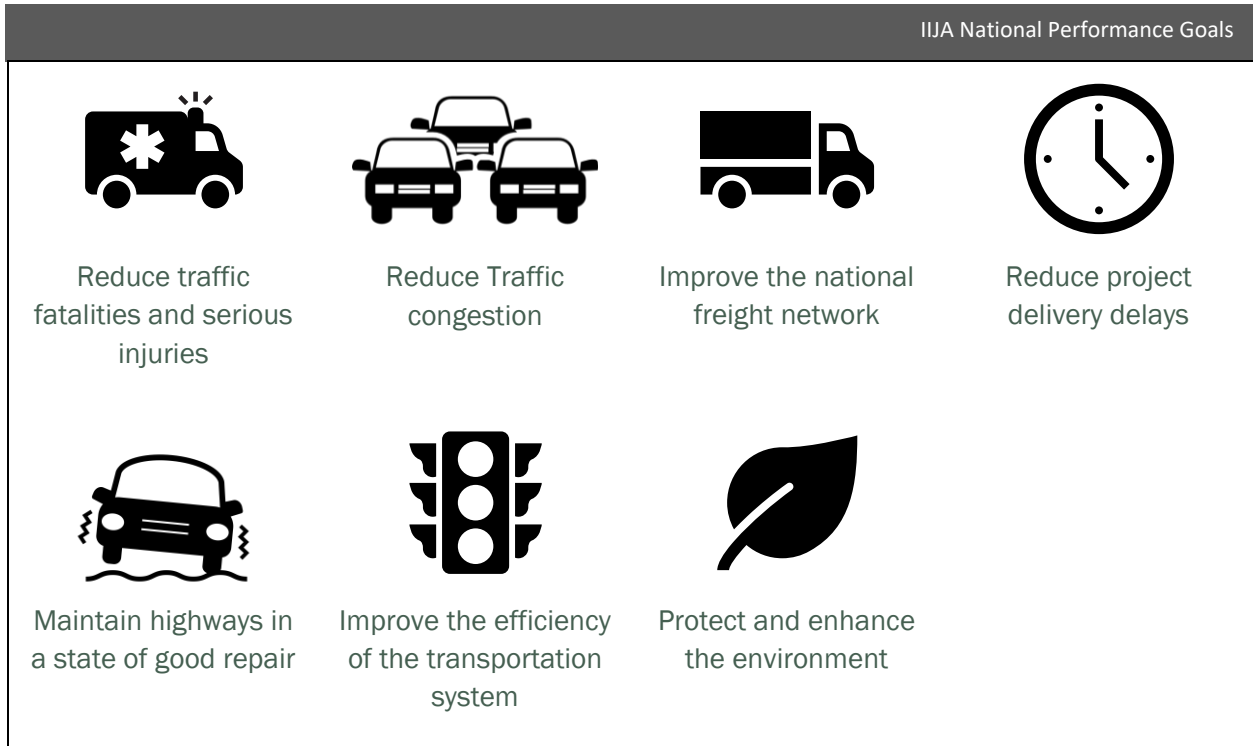 IIJA National Performance Goals
Reduce traffic
fatalities and serious
injuries
Reduce Traffic
congestion
Improve the national
freight network
Reduce project
delivery delays
Maintain highways in
a state of good repair
Improve the efficiency
of the transportation
system
Protect and enhance
the environment